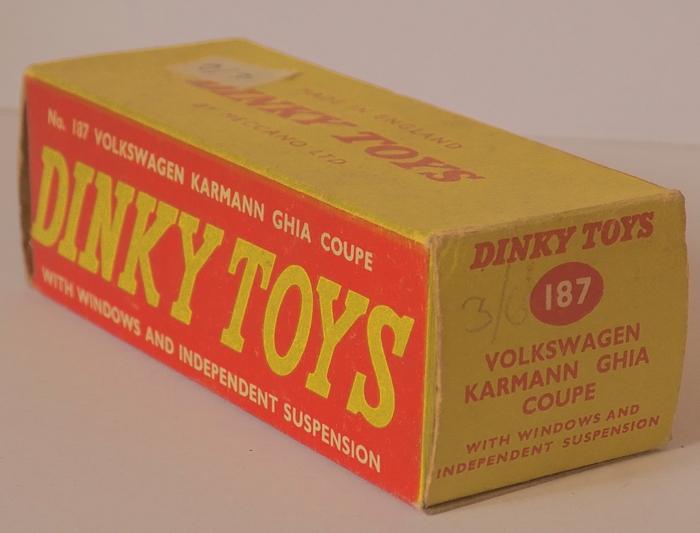 MADE IN ENGLAND
DINKY TOYS
BY MECCANO LTD
No. 187 VOLKSWAGEN KARMANN GHIA COUPE
DINKY TOYS
WITH WINDOWS AND INDEPENDENT SUSPENSION
DINKY TOYS
187
3/6
VOLKSWAGEN
KARMANN GHIA
COUPE
WITH WINDOWS AND
INDEPENDENT SUSPENSION